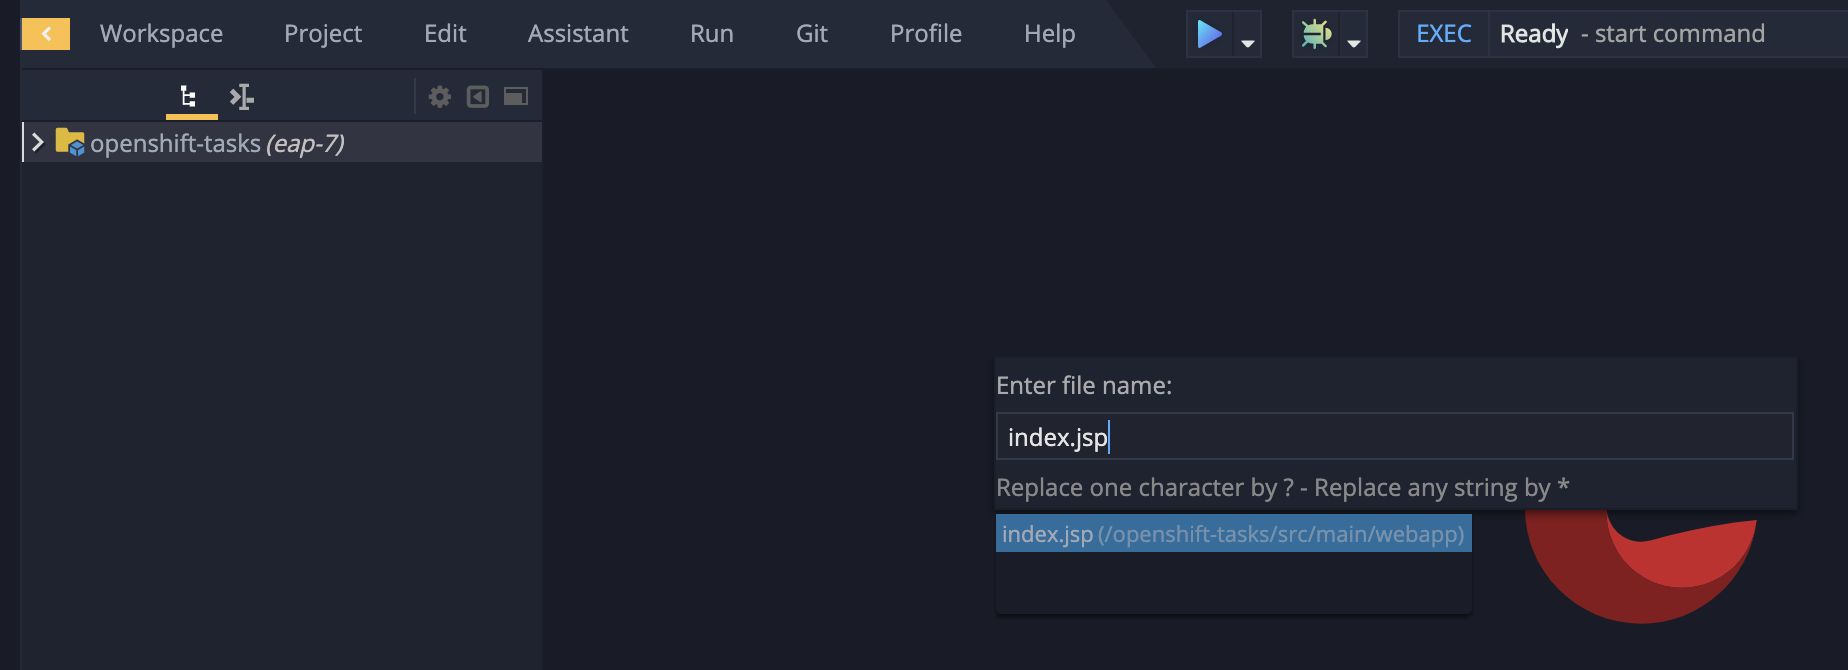 Workspace Project Edit Assistant Run Git Profile Help EXEC Ready - start command
openshift-tasks (eap-7)
Enter file name:
index.jsp
Replace one character by ? - Replace any string by *
index.jsp (/openshift-tasks/src/main/webapp)